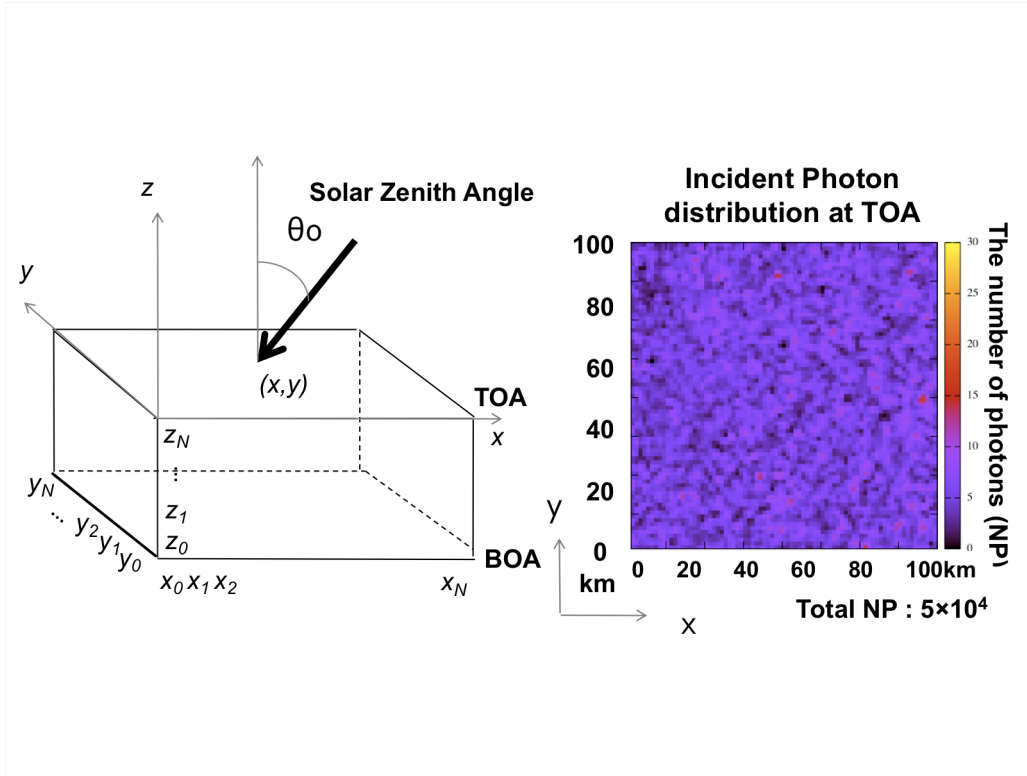 z
Solar Zenith Angle
θo
y
(x,y)
TOA
x
zN
⋮
z1
z0
yN
... y2 y1 y0
BOA
x0 x1 x2
xN
Incident Photon
distribution at TOA
100
80
60
40
20
0
km
0 20 40 60 80 100km
y
x
Total NP : 5×10⁴
30
25
20
15
10
5
0
The number of photons (NP)